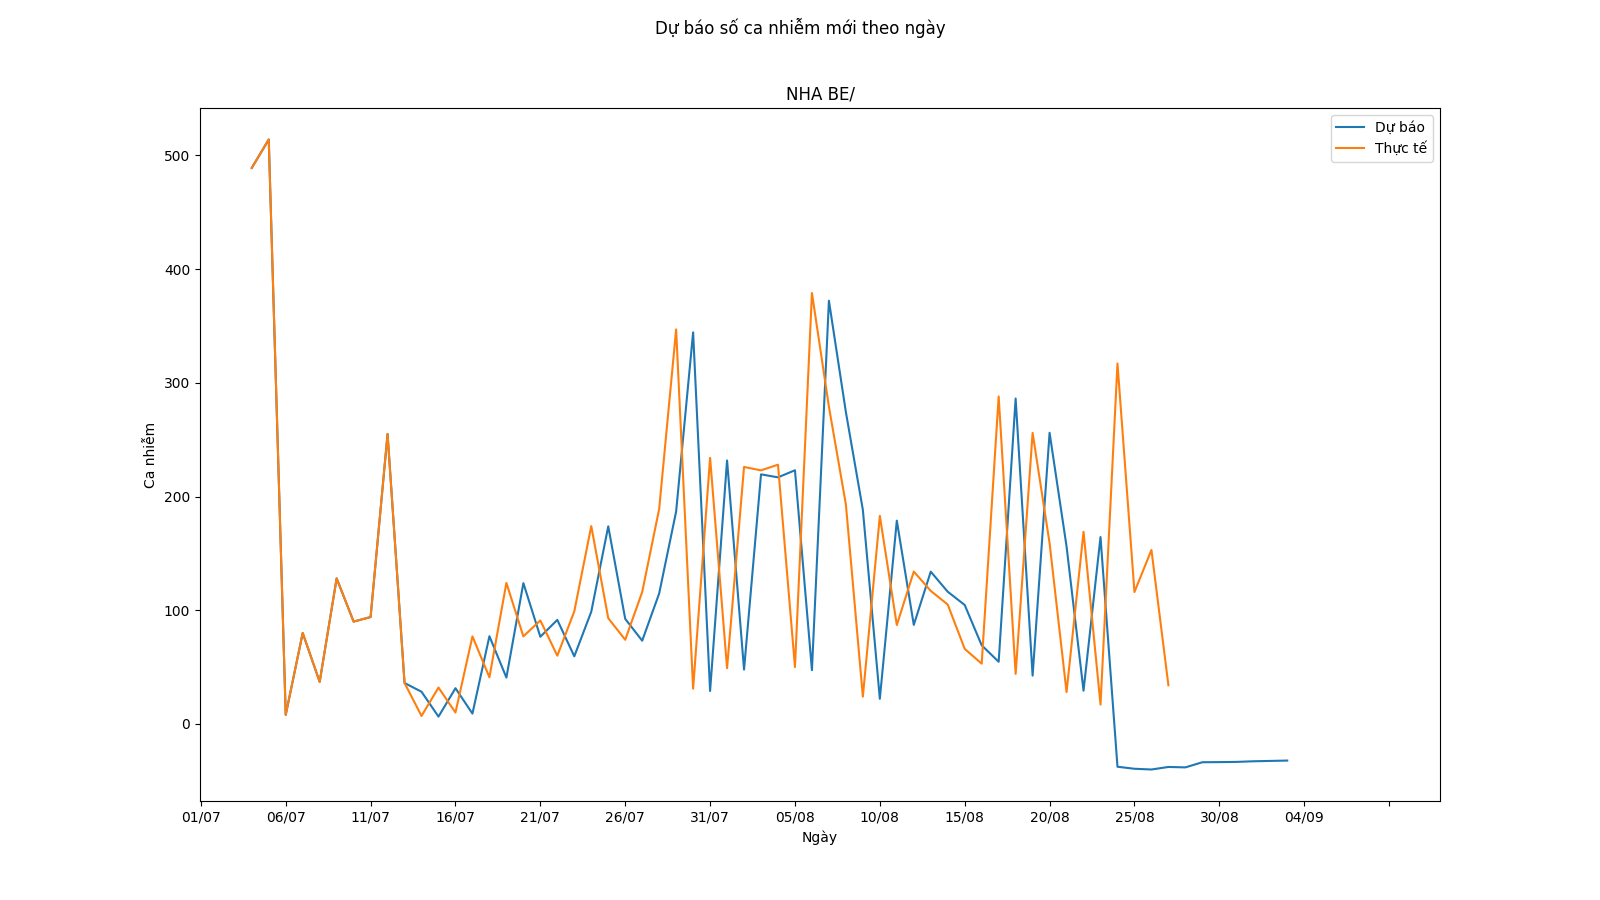 Dự báo số ca nhiễm mới theo ngày
NHA BE/
Dự báo
Thực tế
500
400
300
200
100
0
Ca nhiễm
01/07 06/07 11/07 16/07 21/07 26/07 31/07 05/08 10/08 15/08 20/08 25/08 30/08 04/09
Ngày